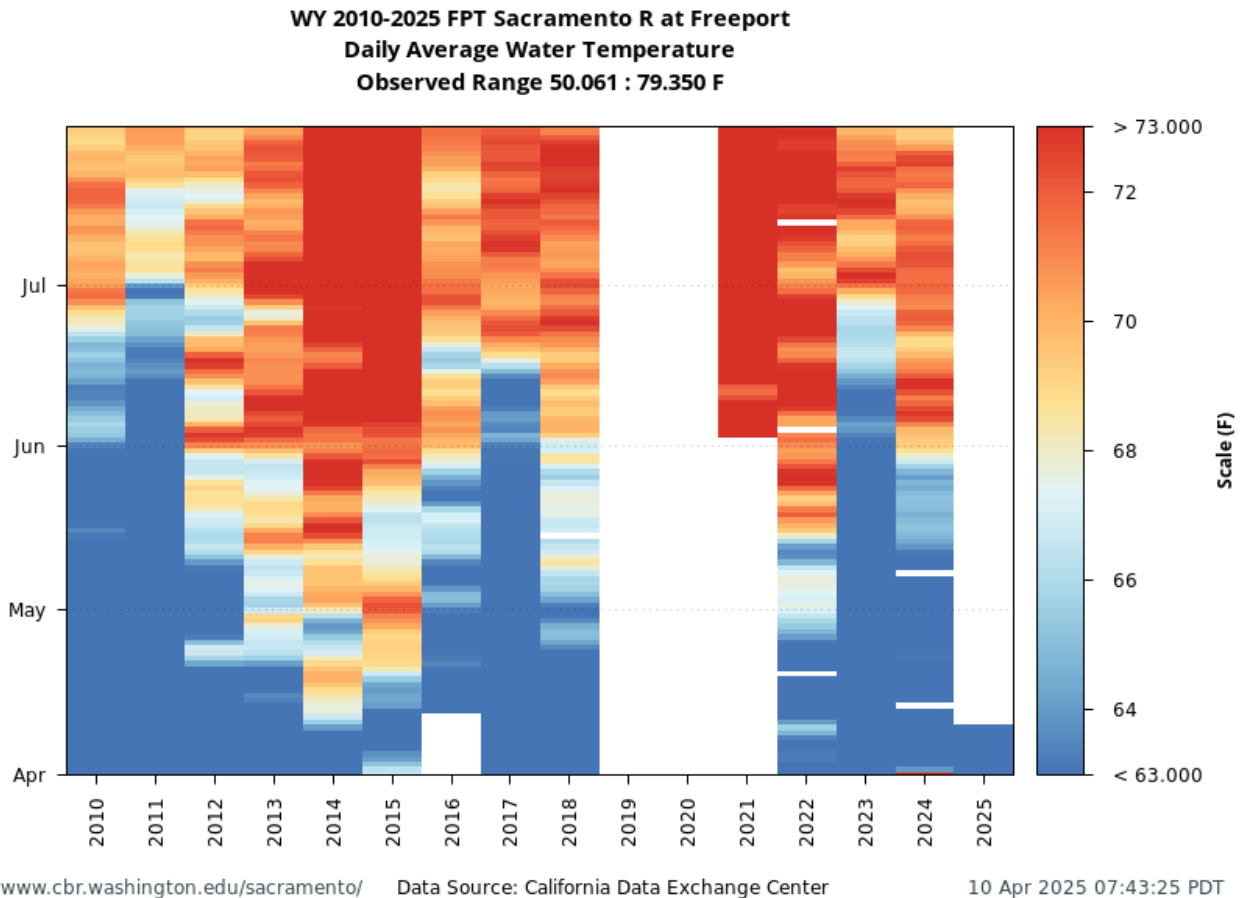 WY 2010-2025 FPT Sacramento R at Freeport
Daily Average Water Temperature
Observed Range 50.061 : 79.350 F
> 73.000
72
70
68
66
64
< 63.000
Scale (F)
Jul
Jun
May
Apr
2010
2011
2012
2013
2014
2015
2016
2017
2018
2019
2020
2021
2022
2023
2024
2025
www.cbr.washington.edu/sacramento/ Data Source: California Data Exchange Center 10 Apr 2025 07:43:25 PDT